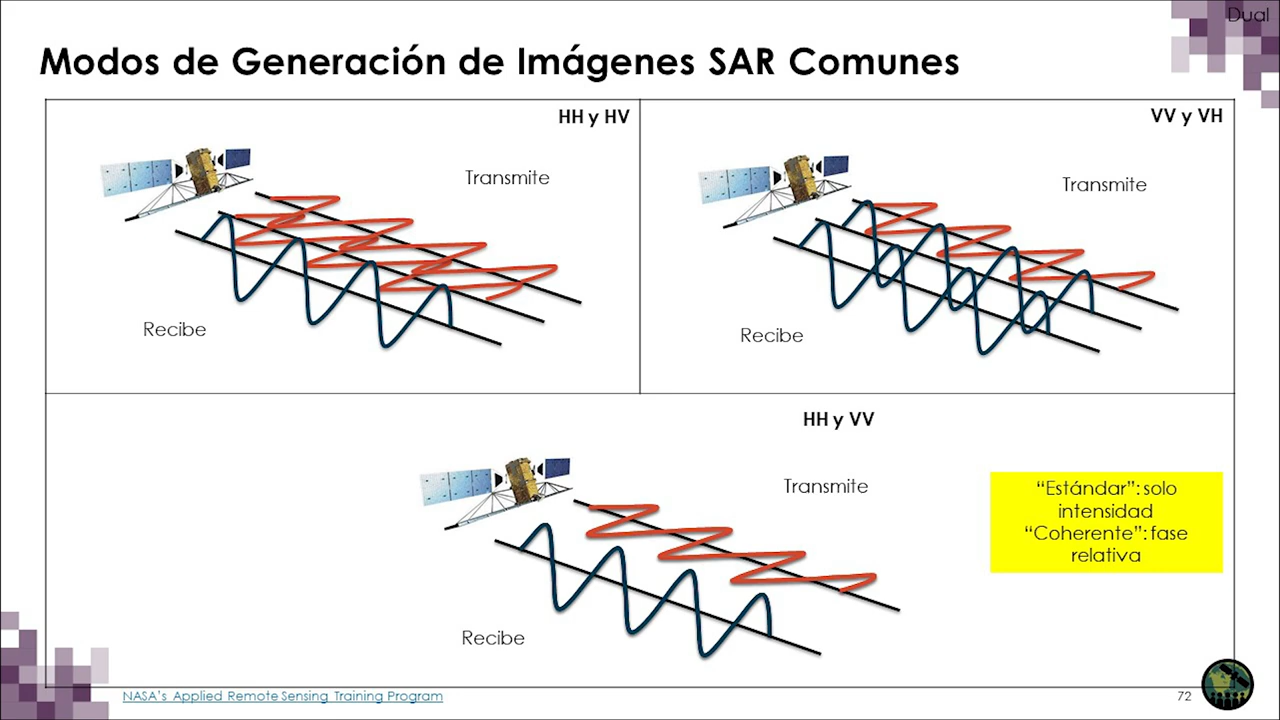 Dual
Modos de Generación de Imágenes SAR Comunes
HH y HV
Transmite
Recibe
VV y VH
Transmite
Recibe
HH y VV
Transmite
Recibe
“Estándar”: solo
intensidad
“Coherente”: fase
relativa
NASA’s Applied Remote Sensing Training Program
72